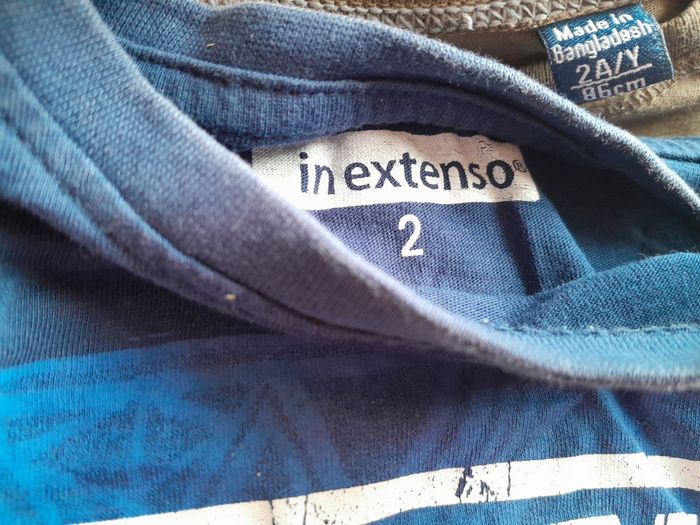 Made in
Bangladesh
2A/Y
86cm
in extenso®
2